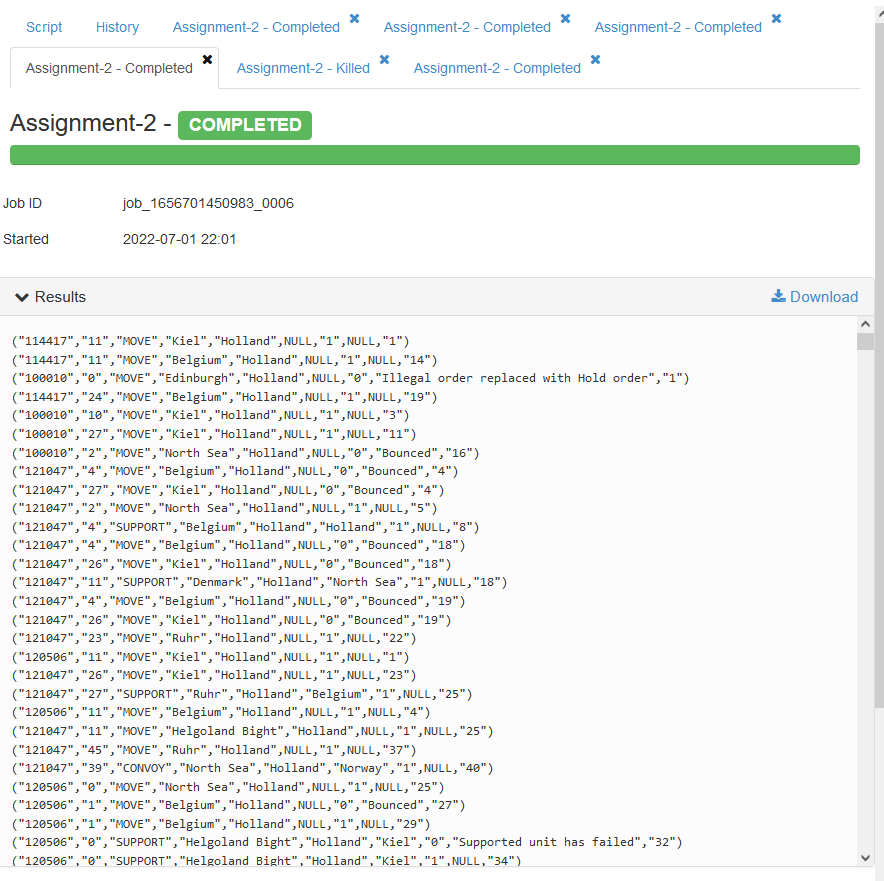 Script History Assignment-2 - Completed Assignment-2 - Completed Assignment-2 - Completed
Assignment-2 - Completed Assignment-2 - Killed Assignment-2 - Completed
Assignment-2 - COMPLETED
Job ID job_1656701450983_0006
Started 2022-07-01 22:01
Results Download
("114417","11","MOVE","Kiel","Holland",NULL,"1",NULL,"1")
("114417","11","MOVE","Belgium","Holland",NULL,"1",NULL,"14")
("100010","0","MOVE","Edinburgh","Holland",NULL,"0","Illegal order replaced with Hold order","1")
("114417","24","MOVE","Belgium","Holland",NULL,"1",NULL,"19")
("100010","10","MOVE","Kiel","Holland",NULL,"1",NULL,"3")
("100010","27","MOVE","Kiel","Holland",NULL,"1",NULL,"11")
("100010","2","MOVE","North Sea","Holland",NULL,"0","Bounced","16")
("121047","4","MOVE","Belgium","Holland",NULL,"0","Bounced","4")
("121047","27","MOVE","Kiel","Holland",NULL,"0","Bounced","4")
("121047","2","MOVE","North Sea","Holland",NULL,"1",NULL,"5")
("121047","4","SUPPORT","Belgium","Holland","Holland","1",NULL,"8")
("121047","4","MOVE","Belgium","Holland",NULL,"0","Bounced","18")
("121047","26","MOVE","Kiel","Holland",NULL,"0","Bounced","18")
("121047","11","SUPPORT","Denmark","Holland","North Sea","1",NULL,"18")
("121047","4","MOVE","Belgium","Holland",NULL,"0","Bounced","19")
("121047","26","MOVE","Kiel","Holland",NULL,"0","Bounced","19")
("121047","23","MOVE","Ruhr","Holland",NULL,"1",NULL,"22")
("120506","11","MOVE","Kiel","Holland",NULL,"1",NULL,"1")
("121047","26","MOVE","Kiel","Holland",NULL,"1",NULL,"23")
("121047","27","SUPPORT","Ruhr","Holland","Belgium","1",NULL,"25")
("120506","11","MOVE","Belgium","Holland",NULL,"1",NULL,"4")
("121047","11","MOVE","Helgoland Bight","Holland",NULL,"1",NULL,"25")
("121047","45","MOVE","Ruhr","Holland",NULL,"1",NULL,"37")
("121047","39","CONVOY","North Sea","Holland","Norway","1",NULL,"40")
("120506","0","MOVE","North Sea","Holland",NULL,"1",NULL,"25")
("120506","1","MOVE","Belgium","Holland",NULL,"0","Bounced","27")
("120506","1","MOVE","Belgium","Holland",NULL,"1",NULL,"29")
("120506","0","SUPPORT","Helgoland Bight","Holland","Kiel","0","Supported unit has failed","32")
("120506","0","SUPPORT","Helgoland Bight","Holland","Kiel","1",NULL,"34")